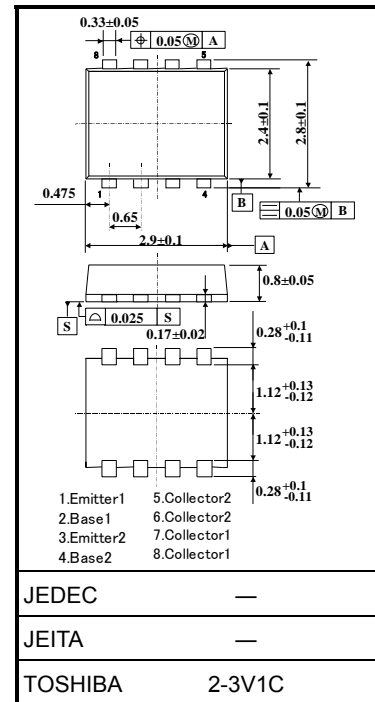 0.33±0.05
⌖ 0.05Ⓜ A
8 5
2.4±0.1
2.8±0.1
0.475
1 4
B
0.65
⌯ 0.05Ⓜ B
2.9±0.1
A
0.8±0.05
S
⌓ 0.025 S
0.17±0.02
0.28 +0.1 -0.11
1.12 +0.13 -0.12
1.12 +0.13 -0.12
0.28 +0.1 -0.11
1.Emitter1 5.Collector2
2.Base1 6.Collector2
3.Emitter2 7.Collector1
4.Base2 8.Collector1
JEDEC —
JEITA —
TOSHIBA 2-3V1C